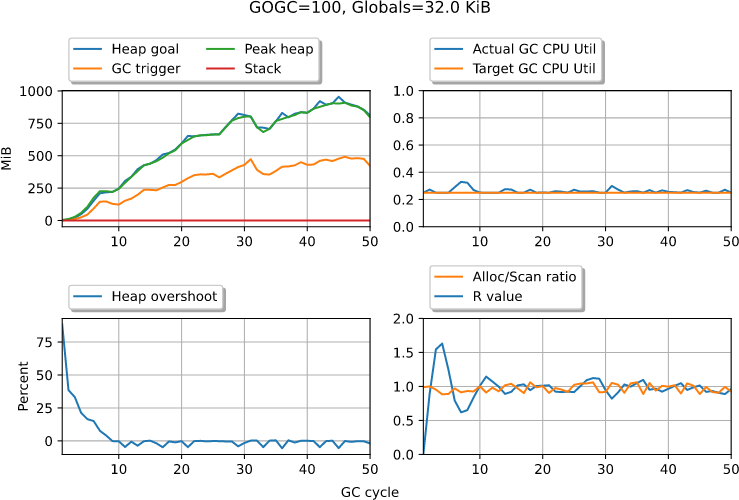 GOGC=100, Globals=32.0 KiB
Heap goal
GC trigger
Peak heap
Stack
MiB
1000
750
500
250
0
10 20 30 40 50
Actual GC CPU Util
Target GC CPU Util
1.0
0.8
0.6
0.4
0.2
0.0
10 20 30 40 50
Heap overshoot
Percent
75
50
25
0
10 20 30 40 50
Alloc/Scan ratio
R value
2.0
1.5
1.0
0.5
0.0
10 20 30 40 50
GC cycle